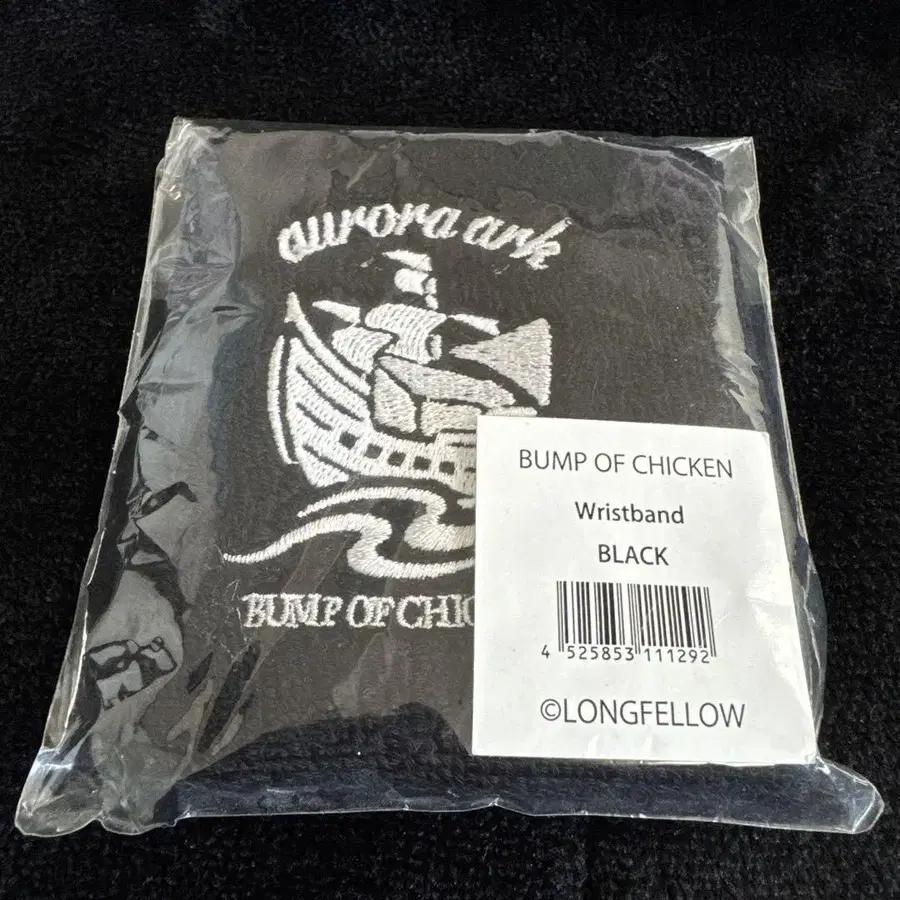 aurora ark
BUMP OF CHIC
BUMP OF CHICKEN
Wristband
BLACK
4 525853 111292
©LONGFELLOW